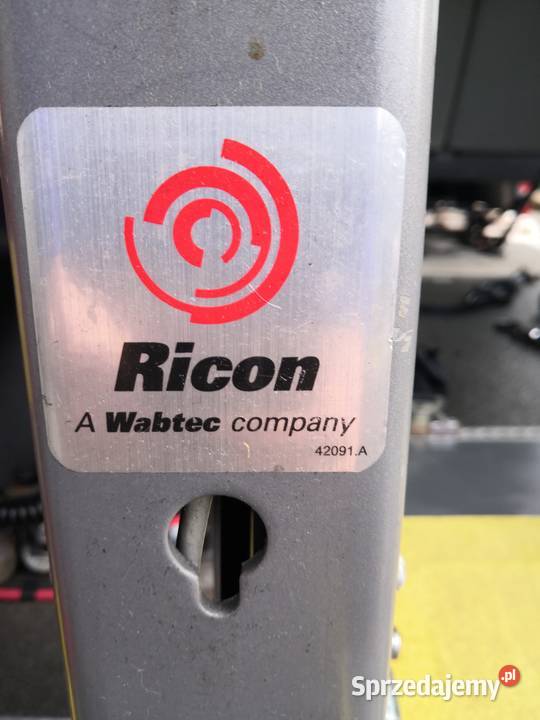 Ricon
A Wabtec company
42091.A
Sprzedajemy.pl